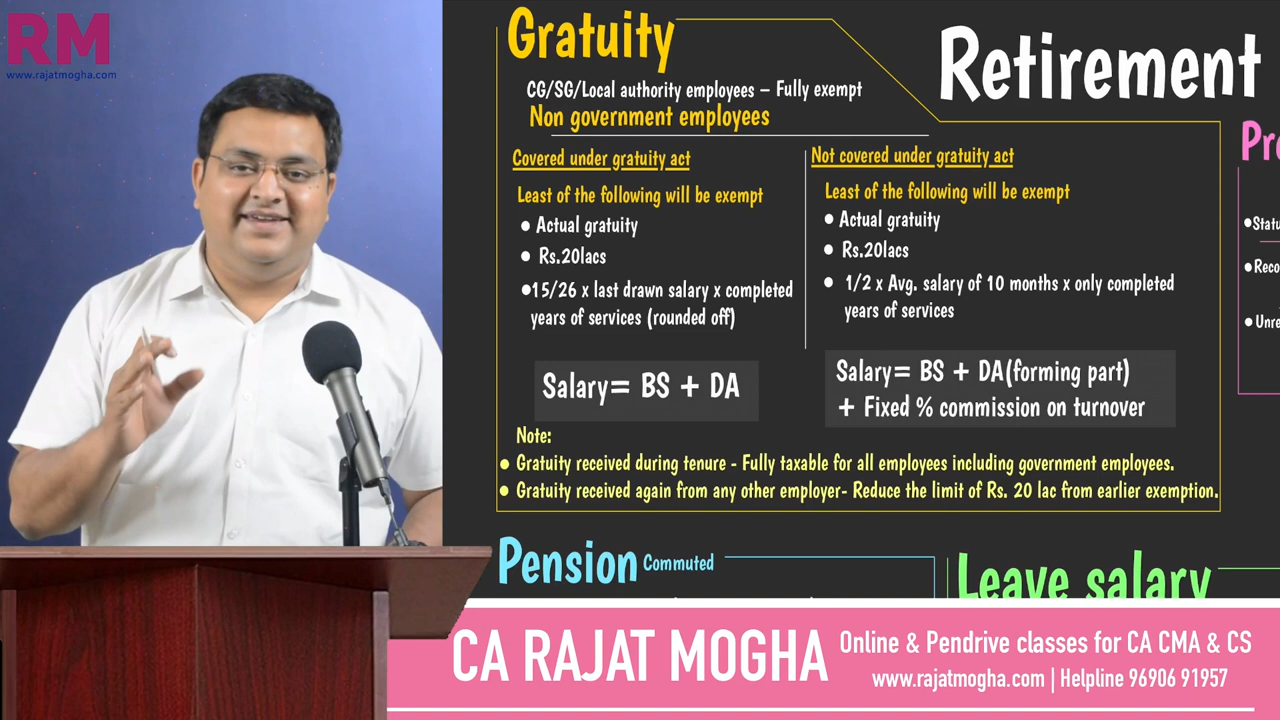 RM
www.rajatmogha.com
Gratuity
Retirement
CG/SG/Local authority employees – Fully exempt
Non government employees
Covered under gratuity act
Least of the following will be exempt
● Actual gratuity
● Rs.20lacs
●15/26 x last drawn salary x completed
years of services (rounded off)
Salary= BS + DA
Not covered under gratuity act
Least of the following will be exempt
● Actual gratuity
● Rs.20lacs
● 1/2 x Avg. salary of 10 months x only completed
years of services
Salary= BS + DA(forming part)
+ Fixed % commission on turnover
Note:
● Gratuity received during tenure - Fully taxable for all employees including government employees.
● Gratuity received again from any other employer- Reduce the limit of Rs. 20 lac from earlier exemption.
Pr
●Statu
●Reco
●Unre
Pension Commuted
Leave salary
CA RAJAT MOGHA
Online & Pendrive classes for CA CMA & CS
www.rajatmogha.com | Helpline 96906 91957